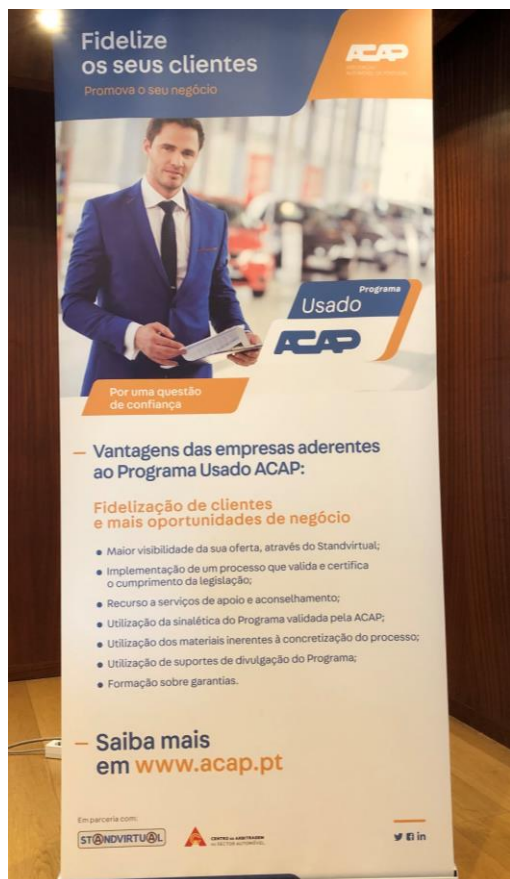 Fidelize
os seus clientes
Promova o seu negócio
ACAP
Programa
Usado
ACAP
Por uma questão
de confiança
Vantagens das empresas aderentes
ao Programa Usado ACAP:
Fidelização de clientes
e mais oportunidades de negócio
• Maior visibilidade da sua oferta, através do Standvirtual;
• Implementação de um processo que valida e certifica
o cumprimento da legislação;
• Recurso a serviços de apoio e aconselhamento;
• Utilização da sinalética do Programa validada pela ACAP;
• Utilização dos materiais inerentes à concretização do processo;
• Utilização de suportes de divulgação do Programa;
• Formação sobre garantias.
Saiba mais
em www.acap.pt
Em parceria com:
STANDVIRTUAL
CENTRO DE ARBITRAGEM
DO SECTOR AUTOMÓVEL